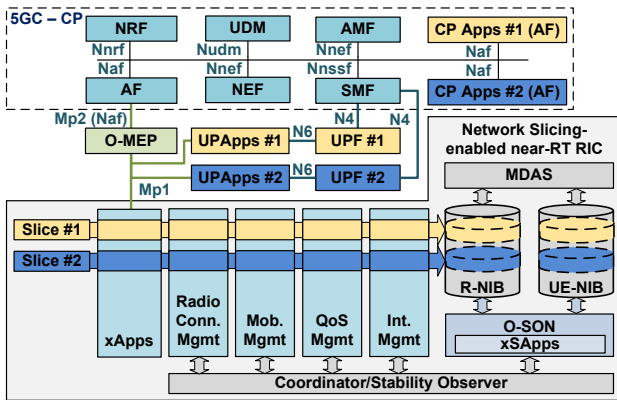 5GC – CP
NRF
UDM
AMF
CP Apps #1 (AF)
Nnrf
Nudm
Nnef
Naf
Naf
Nnef
Nnssf
Naf
AF
NEF
SMF
CP Apps #2 (AF)
Mp2 (Naf)
N4
N4
O-MEP
UPApps #1
N6
UPF #1
UPApps #2
N6
UPF #2
Mp1
Network Slicing-
enabled near-RT RIC
MDAS
Slice #1
Slice #2
R-NIB
UE-NIB
xApps
Radio
Conn.
Mgmt
Mob.
Mgmt
QoS
Mgmt
Int.
Mgmt
O-SON
xSApps
Coordinator/Stability Observer